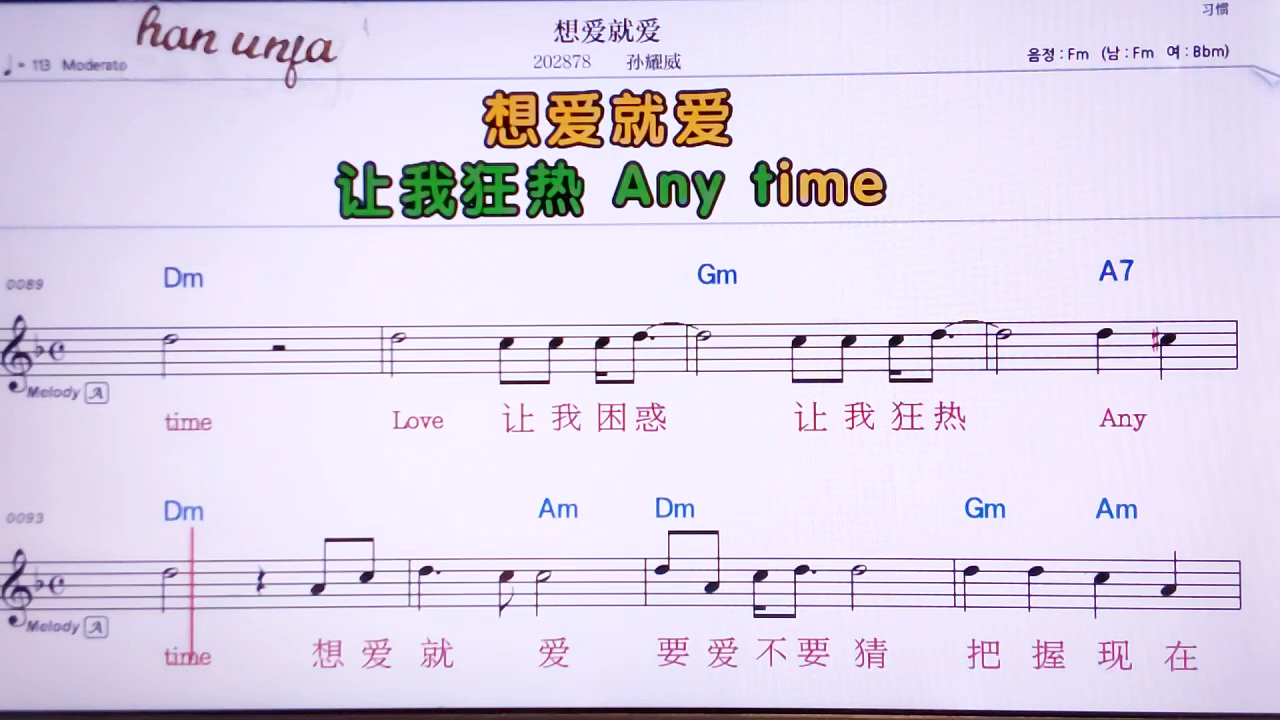 han unfa
想爱就爱
习惯
♩= 113 Moderato
202878 孙耀威
음정 : Fm (남 : Fm 여 : Bbm)
想爱就爱
让我狂热 Any time
0089 Dm Gm A7
Melody A
time Love 让我困惑 让我狂热 Any
0093 Dm Am Dm Gm Am
Melody A
time 想爱就 爱 要爱不要猜 把握现在